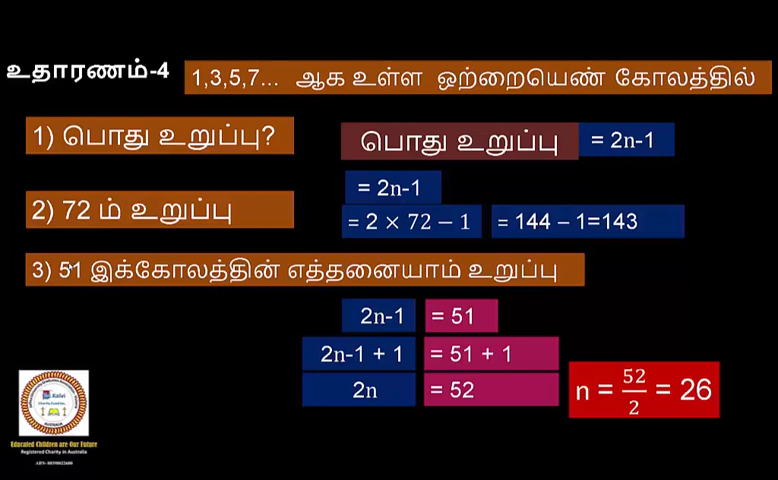 உதாரணம்-4
1,3,5,7... ஆக உள்ள ஒற்றையெண் கோலத்தில்
1) பொது உறுப்பு?
பொது உறுப்பு = 2n-1
= 2n-1
2) 72 ம் உறுப்பு
= 2 × 72 − 1 = 144 – 1=143
3) 51 இக்கோலத்தின் எத்தனையாம் உறுப்பு
2n-1 = 51
2n-1 + 1 = 51 + 1
2n = 52
n = 52/2 = 26
Kalvi
AUSTRALIA
Educated Children are Our Future
Registered Charity in Australia